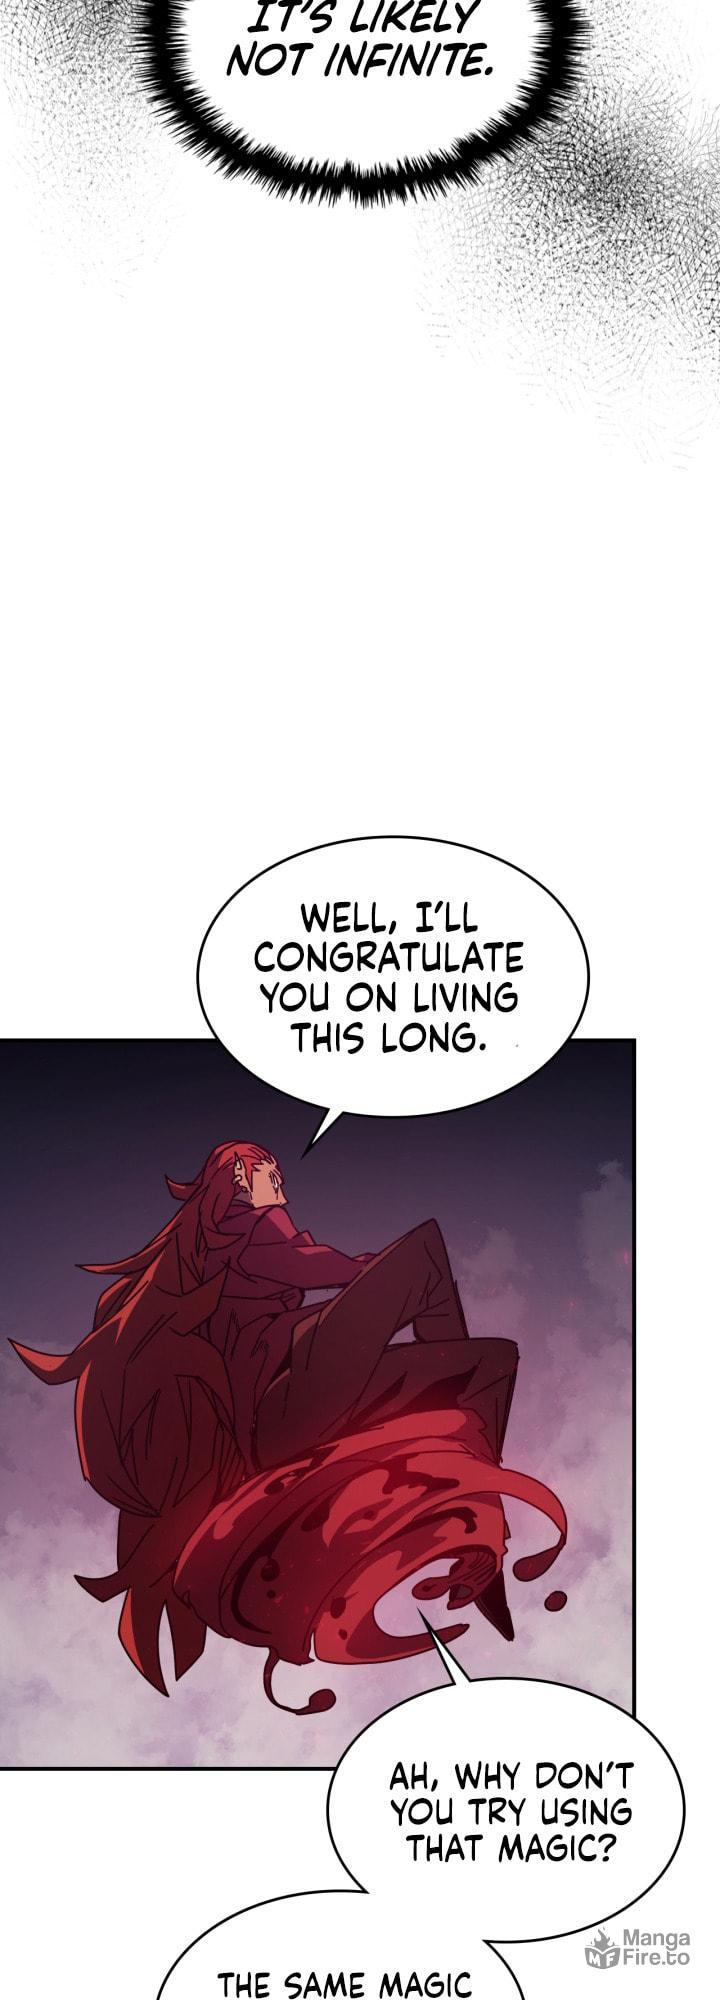 IT'S LIKELY
NOT INFINITE.
WELL, I'LL
CONGRATULATE
YOU ON LIVING
THIS LONG.
AH, WHY DON'T
YOU TRY USING
THAT MAGIC?
THE SAME MAGIC
Manga
Fire.to
MF